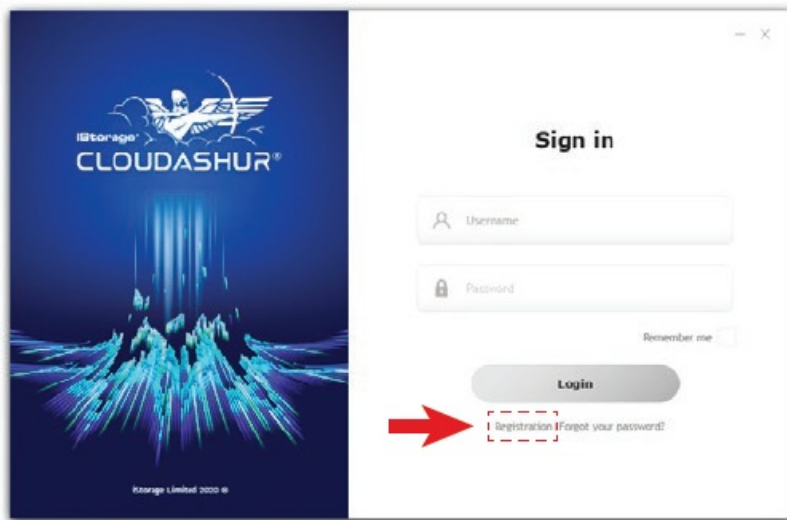 iStorage®
CLOUDASHUR®
iStorage Limited 2020 ©
Sign in
Username
Password
Remember me
Login
Registration Forgot your password?